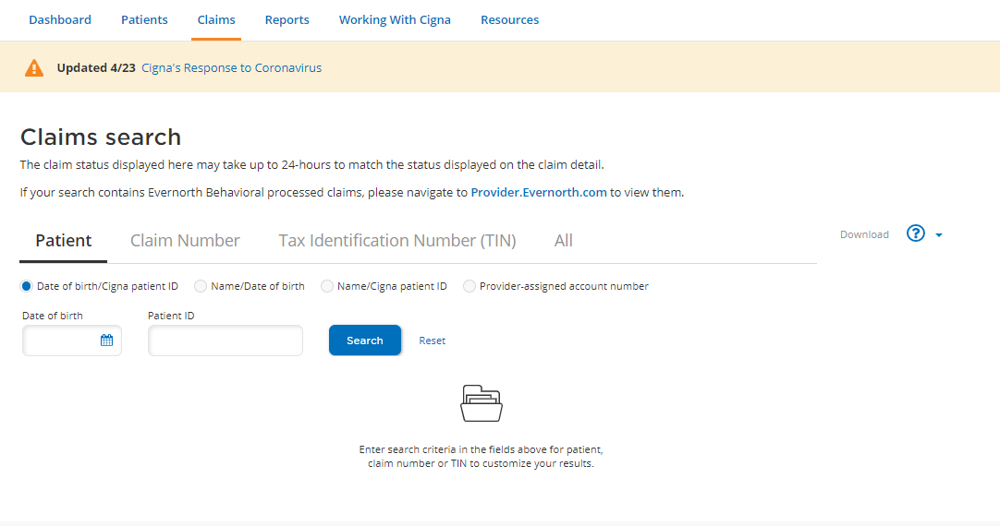 Dashboard Patients Claims Reports Working With Cigna Resources
Updated 4/23 Cigna's Response to Coronavirus
Claims search
The claim status displayed here may take up to 24-hours to match the status displayed on the claim detail.
If your search contains Evernorth Behavioral processed claims, please navigate to Provider.Evernorth.com to view them.
Patient Claim Number Tax Identification Number (TIN) All
Download ?
Date of birth/Cigna patient ID Name/Date of birth Name/Cigna patient ID Provider-assigned account number
Date of birth Patient ID
Search Reset
Enter search criteria in the fields above for patient,
claim number or TIN to customize your results.